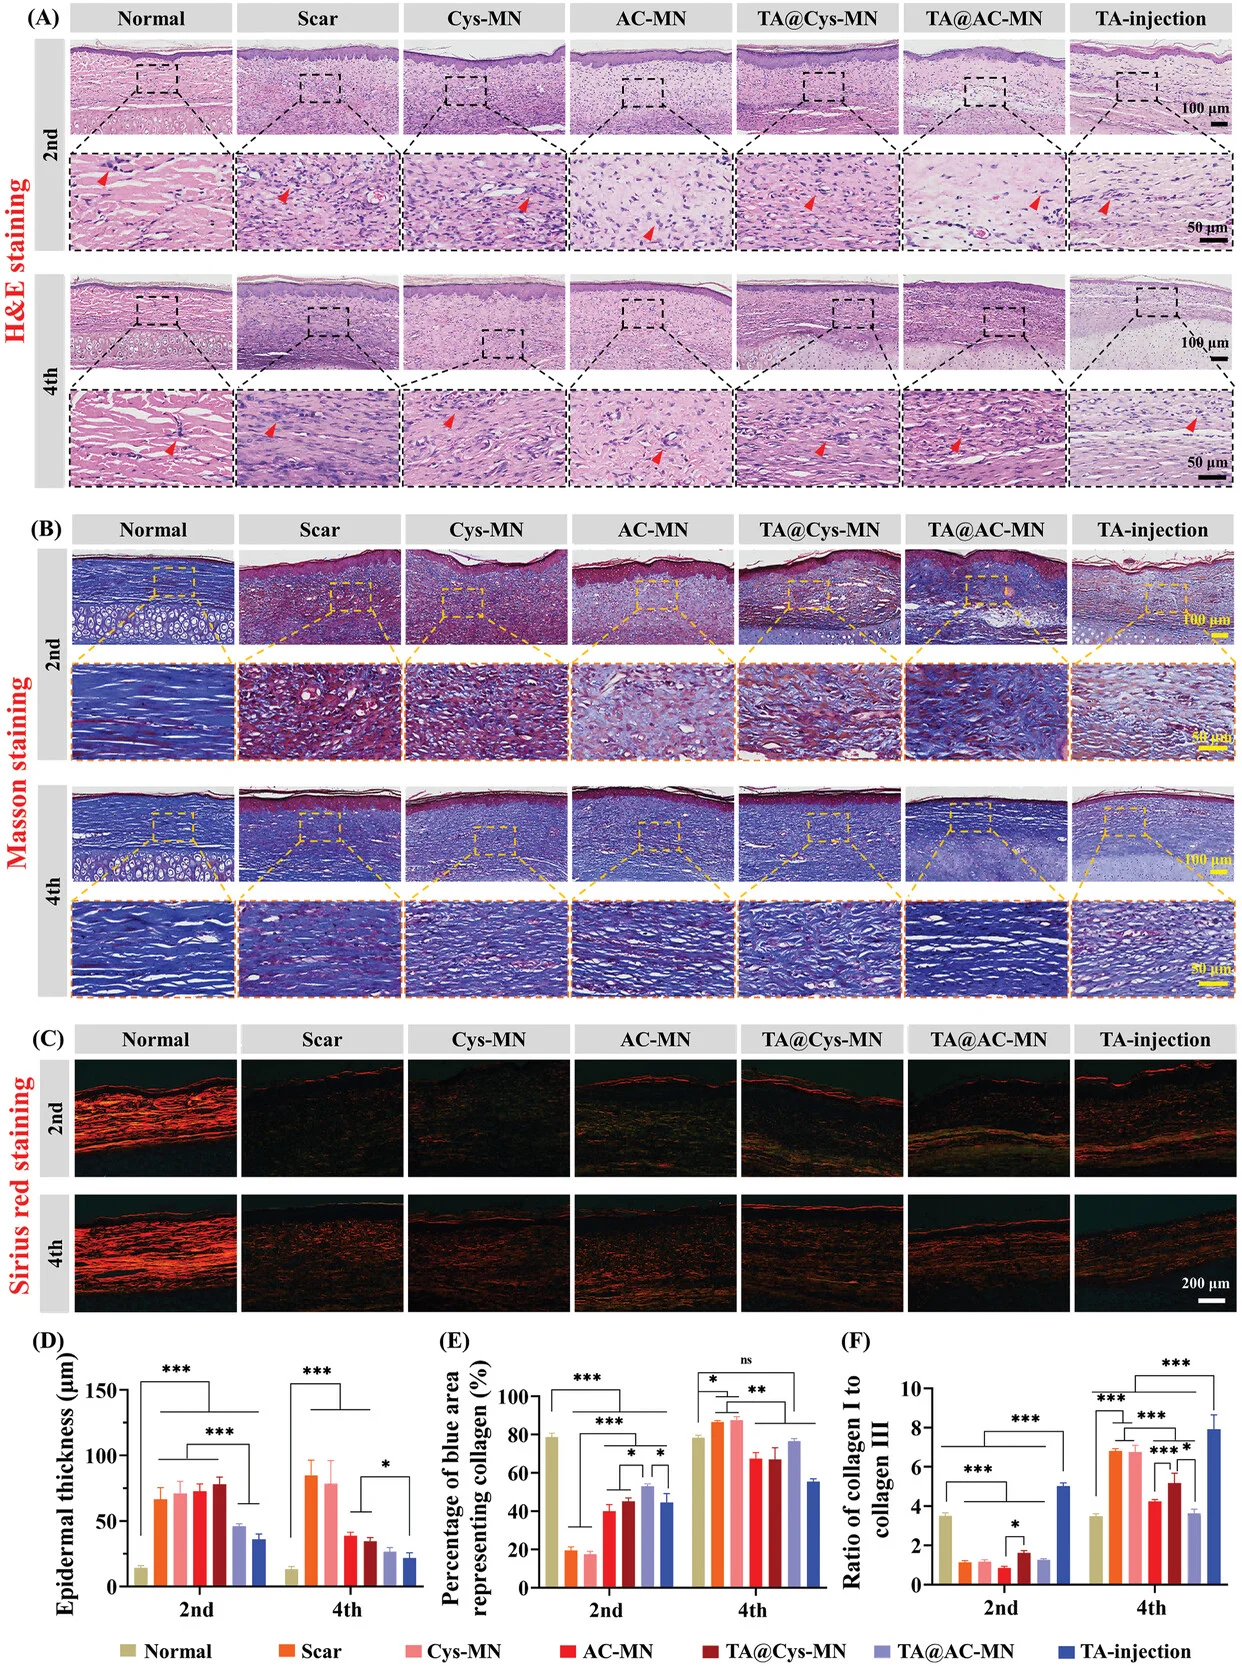 (A) Normal Scar Cys-MN AC-MN TA@Cys-MN TA@AC-MN TA-injection
H&E staining
2nd
100 µm
50 µm
4th
100 µm
50 µm
(B) Normal Scar Cys-MN AC-MN TA@Cys-MN TA@AC-MN TA-injection
Masson staining
2nd
100 µm
50 µm
4th
100 µm
50 µm
(C) Normal Scar Cys-MN AC-MN TA@Cys-MN TA@AC-MN TA-injection
Sirius red staining
2nd
4th
200 µm
(D)
Epidermal thickness (µm)
150
100
50
0
***
***
***
*
2nd 4th
(E)
Percentage of blue area
representing collagen (%)
100
80
60
40
20
0
***
***
*
*
ns
*
**
2nd 4th
(F)
Ratio of collagen I to
collagen III
10
8
6
4
2
0
***
***
*
***
***
***
***
*
2nd 4th
Normal Scar Cys-MN AC-MN TA@Cys-MN TA@AC-MN TA-injection